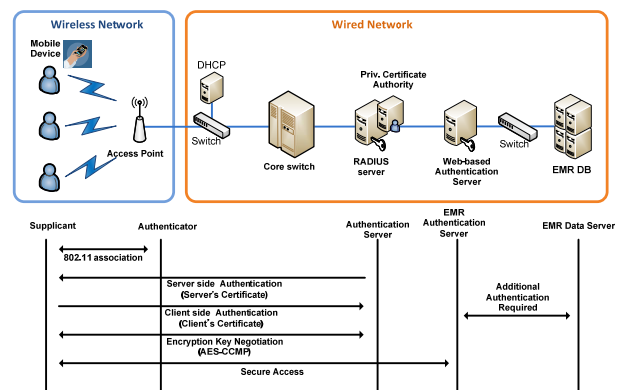 Wireless Network
Wired Network
Mobile
Device
DHCP
Priv. Certificate
Authority
Access Point
Switch
Core switch
RADIUS
server
Web-based
Authentication
Server
Switch
EMR DB
Supplicant
Authenticator
Authentication
Server
EMR
Authentication
Server
EMR Data Server
802.11 association
Server side Authentication
(Server's Certificate)
Additional
Authentication
Required
Client side Authentication
(Client's Certificate)
Encryption Key Negotiation
(AES-CCMP)
Secure Access